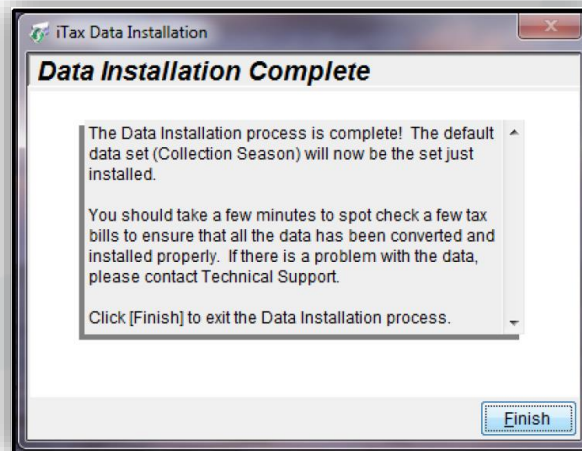 iTax Data Installation
Data Installation Complete
The Data Installation process is complete! The default
data set (Collection Season) will now be the set just
installed.
You should take a few minutes to spot check a few tax
bills to ensure that all the data has been converted and
installed properly. If there is a problem with the data,
please contact Technical Support.
Click [Finish] to exit the Data Installation process.
Finish